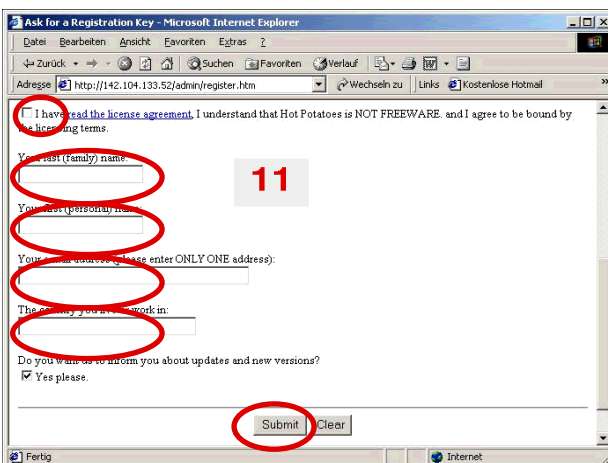 Ask for a Registration Key - Microsoft Internet Explorer
Datei Bearbeiten Ansicht Favoriten Extras ?
Zurück Suchen Favoriten Verlauf
Adresse http://142.104.133.52/admin/register.htm Wechseln zu Links Kostenlose Hotmail »
I have read the license agreement, I understand that Hot Potatoes is NOT FREEWARE. and I agree to be bound by
the licensing terms.
Your last (family) name:
11
Your first (personal) name:
Your e-mail address (please enter ONLY ONE address):
The country you live or work in:
Do you want us to inform you about updates and new versions?
Yes please.
Submit Clear
Fertig Internet